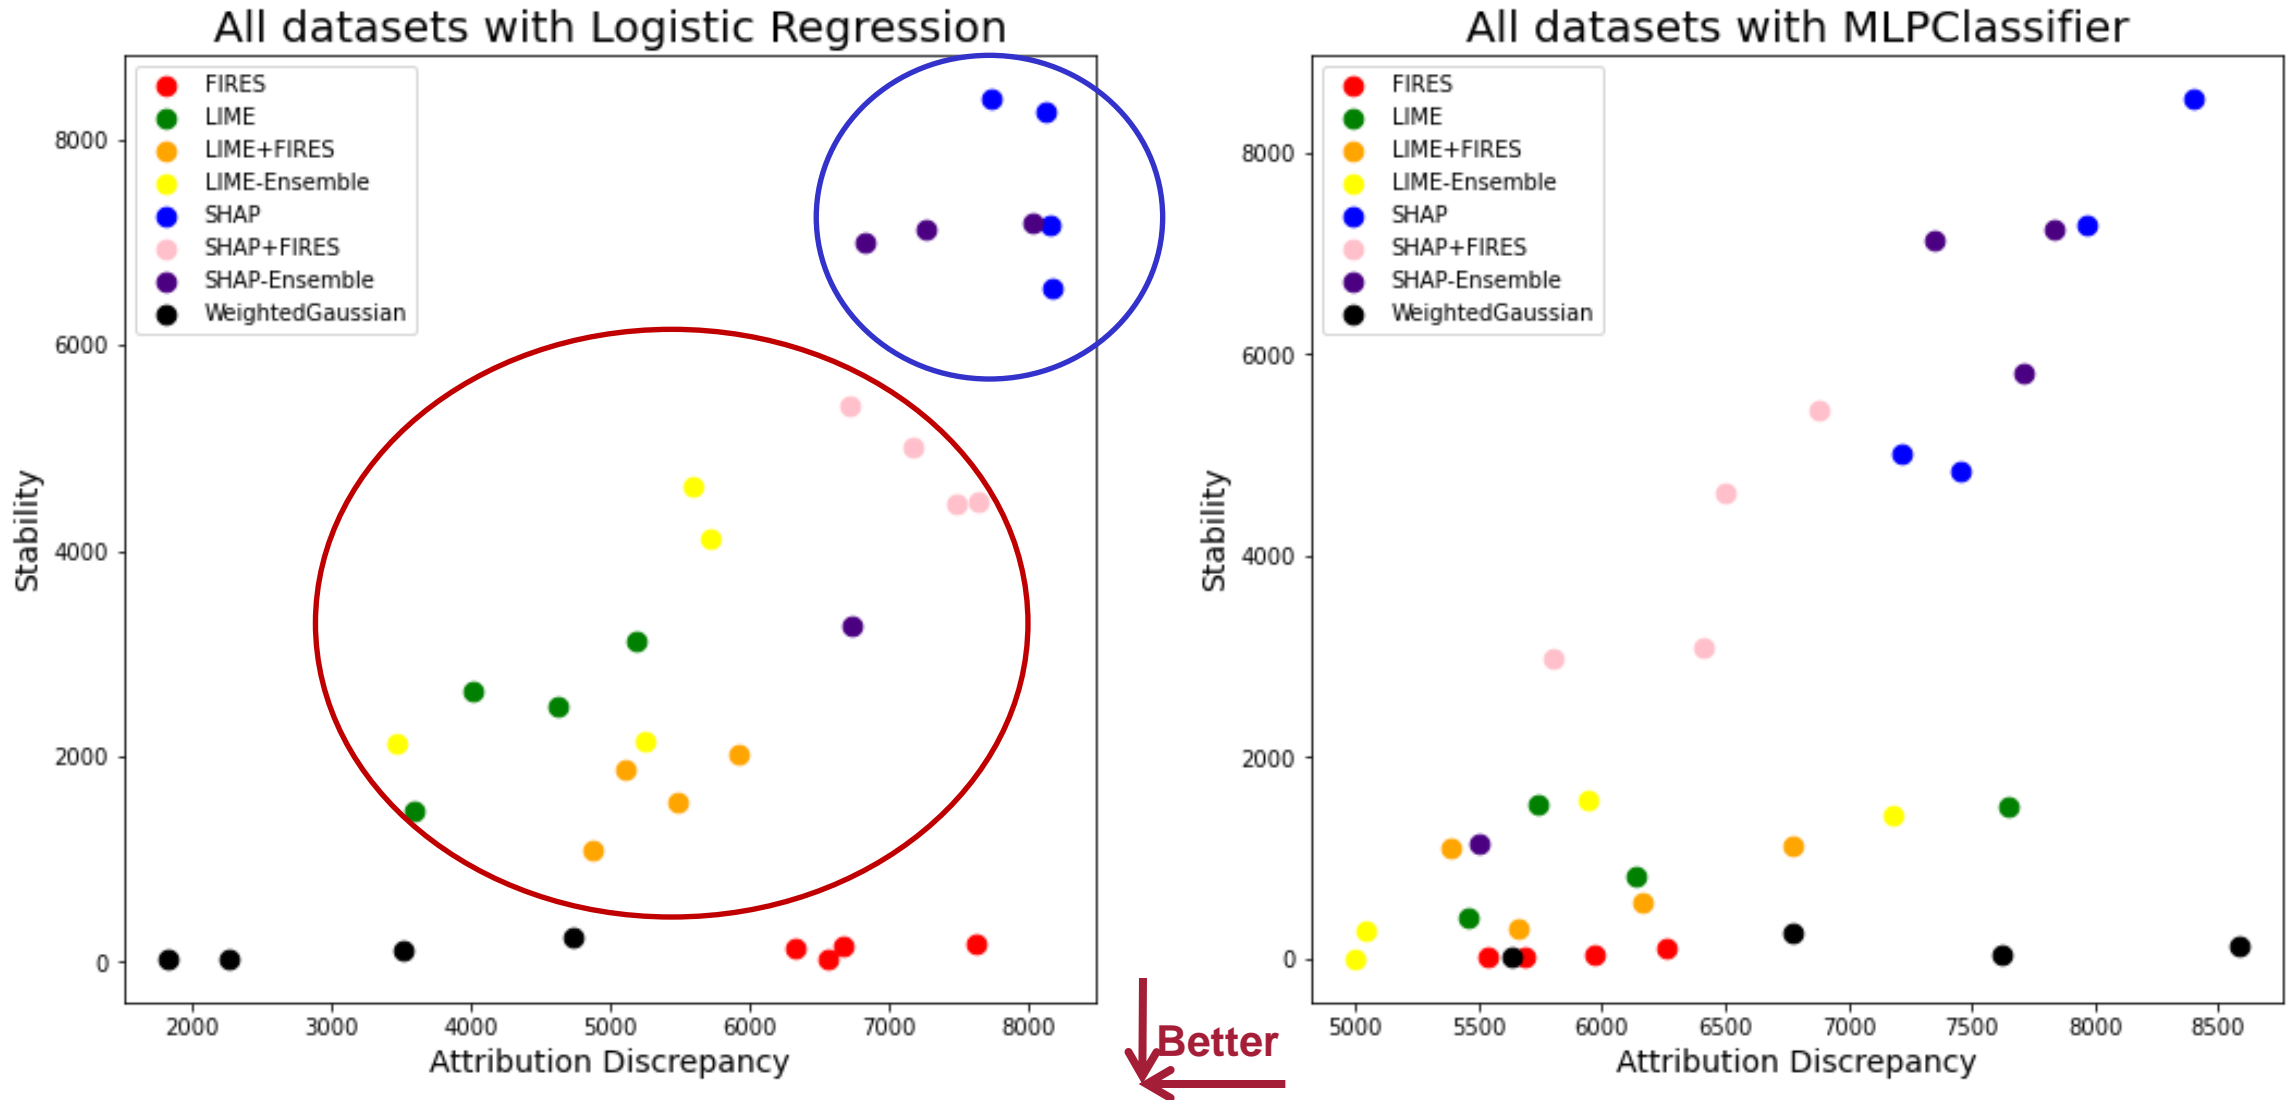 All datasets with Logistic Regression
FIRES
LIME
LIME+FIRES
LIME-Ensemble
SHAP
SHAP+FIRES
SHAP-Ensemble
WeightedGaussian
8000
6000
4000
2000
0
Stability
2000 3000 4000 5000 6000 7000 8000
Attribution Discrepancy
Better
All datasets with MLPClassifier
FIRES
LIME
LIME+FIRES
LIME-Ensemble
SHAP
SHAP+FIRES
SHAP-Ensemble
WeightedGaussian
8000
6000
4000
2000
0
Stability
5000 5500 6000 6500 7000 7500 8000 8500
Attribution Discrepancy